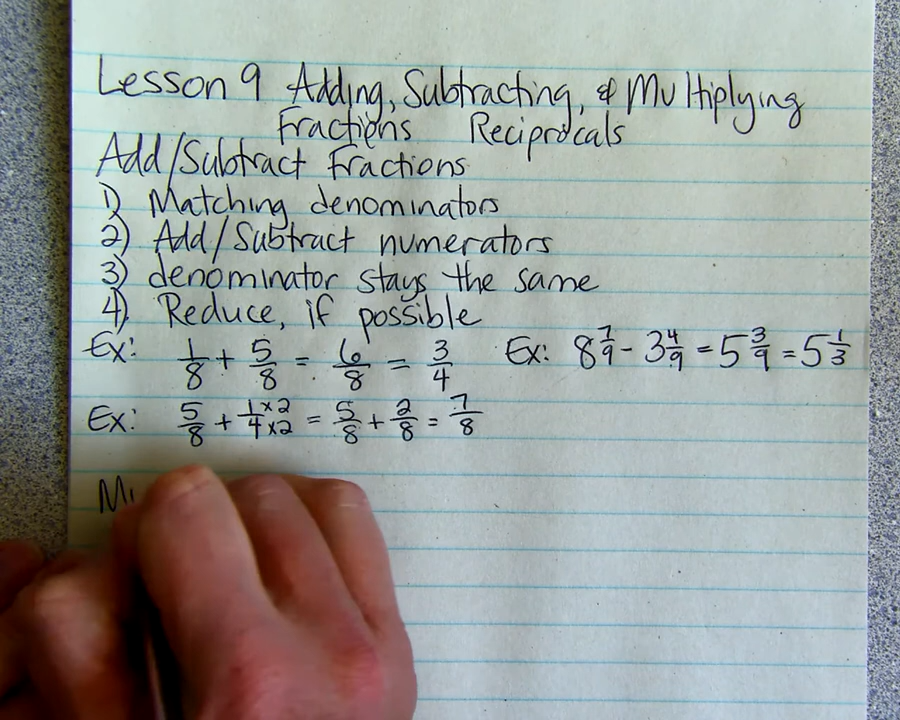 Lesson 9 Adding, Subtracting, & Multiplying
Fractions Reciprocals
Add/Subtract Fractions
1) Matching denominators
2) Add/Subtract numerators
3) denominator stays the same
4) Reduce, if possible
Ex: 1/8 + 5/8 = 6/8 = 3/4 Ex: 8 7/9 - 3 4/9 = 5 3/9 = 5 1/3
Ex: 5/8 + 1×2/4×2 = 5/8 + 2/8 = 7/8